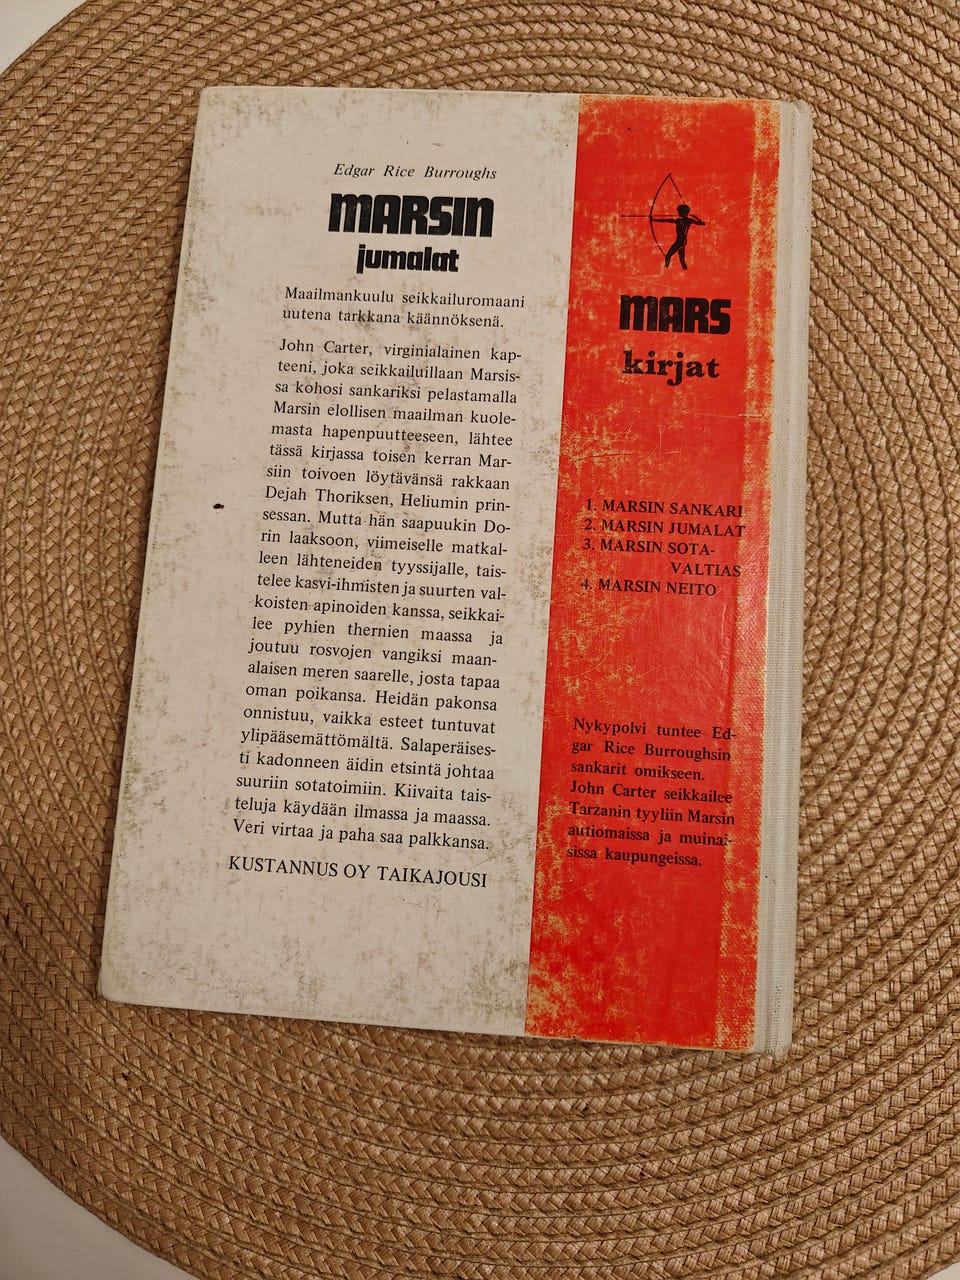 Edgar Rice Burroughs
MARSIN
jumalat
Maailmankuulu seikkailuromaani
uutena tarkkana käännöksenä.
John Carter, virginialainen kap-
teeni, joka seikkailuillaan Marsis-
sa kohosi sankariksi pelastamalla
Marsin elollisen maailman kuole-
masta hapenpuutteeseen, lähtee
tässä kirjassa toisen kerran Mar-
siin toivoen löytävänsä rakkaan
Dejah Thoriksen, Heliumin prin-
sessan. Mutta hän saapuukin Do-
rin laaksoon, viimeiselle matkal-
leen lähteneiden tyyssijalle, tais-
telee kasvi-ihmisten ja suurten val-
koisten apinoiden kanssa, seikkai-
lee pyhien thernien maassa ja
joutuu rosvojen vangiksi maan-
alaisen meren saarelle, josta tapaa
oman poikansa. Heidän pakonsa
onnistuu, vaikka esteet tuntuvat
ylipääsemättömältä. Salaperäises-
ti kadonneen äidin etsintä johtaa
suuriin sotatoimiin. Kiivaita tais-
teluja käydään ilmassa ja maassa.
Veri virtaa ja paha saa palkkansa.
KUSTANNUS OY TAIKAJOUSI
MARS
kirjat
1. MARSIN SANKARI
2. MARSIN JUMALAT
3. MARSIN SOTA-
VALTIAS
4. MARSIN NEITO
Nykypolvi tuntee Ed-
gar Rice Burroughsin
sankarit omikseen.
John Carter seikkailee
Tarzanin tyyliin Marsin
autiomaissa ja muinai-
sissa kaupungeissa.